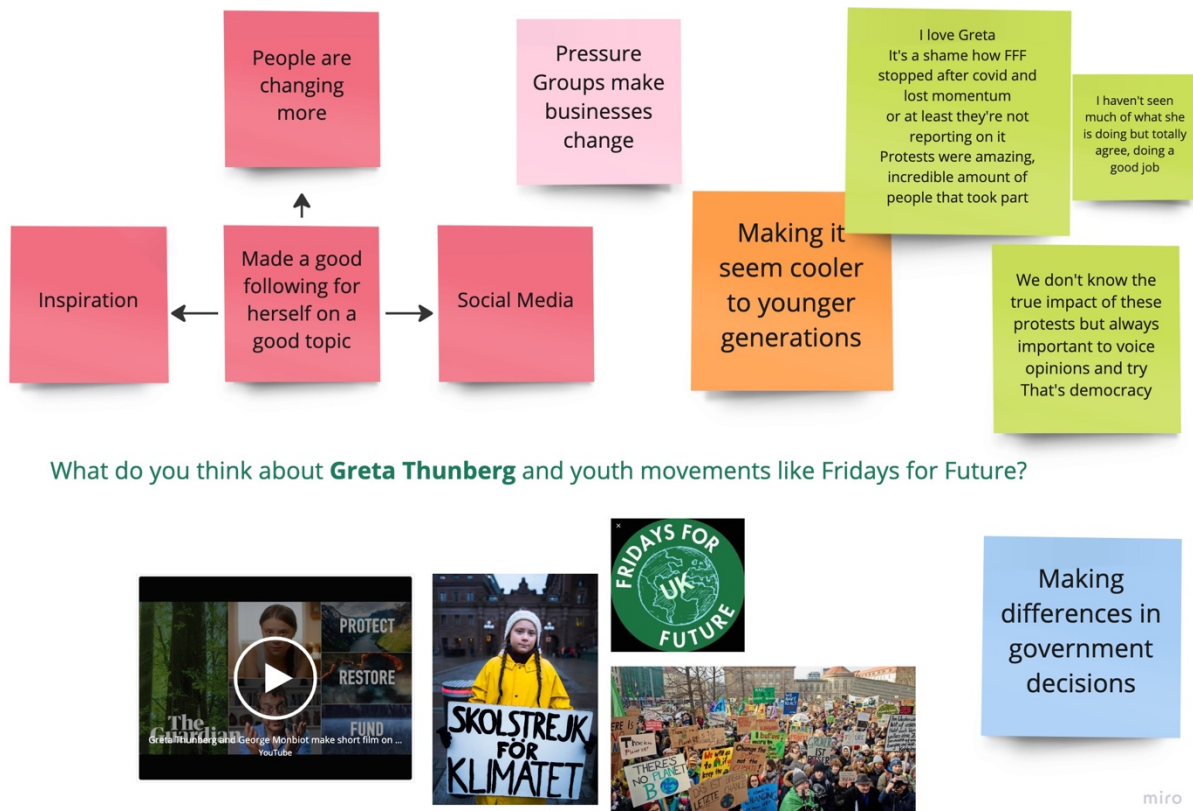 People are
changing
more
Pressure
Groups make
businesses
change
I love Greta
It's a shame how FFF
stopped after covid and
lost momentum
or at least they're not
reporting on it
Protests were amazing,
incredible amount of
people that took part
I haven't seen
much of what she
is doing but totally
agree, doing a
good job
Inspiration
Made a good
following for
herself on a
good topic
Social Media
Making it
seem cooler
to younger
generations
We don't know the
true impact of these
protests but always
important to voice
opinions and try
That's democracy
What do you think about Greta Thunberg and youth movements like Fridays for Future?
PROTECT
RESTORE
FUND
The
Guardian
Greta Thunberg and George Monbiot make short film on ...
YouTube
SKOLSTREJK
FÖR
KLIMATET
FRIDAYS FOR
UK
FUTURE
THERE'S
NO PLANET
B
Making
differences in
government
decisions
miro